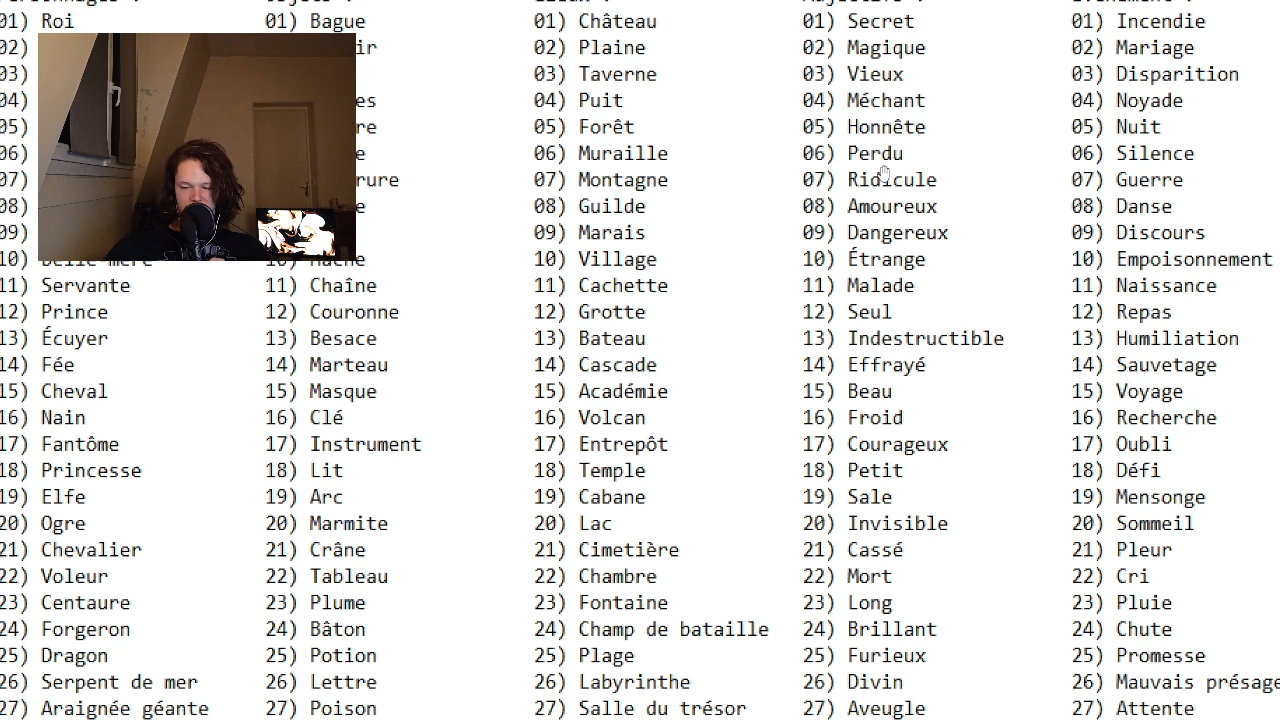 01) Roi 01) Bague 01) Château 01) Secret 01) Incendie
02) 02) Plaine 02) Magique 02) Mariage
03) 03) Taverne 03) Vieux 03) Disparition
04) 04) Puit 04) Méchant 04) Noyade
05) 05) Forêt 05) Honnête 05) Nuit
06) 06) Muraille 06) Perdu 06) Silence
07) 07) Montagne 07) Ridicule 07) Guerre
08) 08) Guilde 08) Amoureux 08) Danse
09) 09) Marais 09) Dangereux 09) Discours
10) 10) Village 10) Étrange 10) Empoisonnement
11) Servante 11) Chaîne 11) Cachette 11) Malade 11) Naissance
12) Prince 12) Couronne 12) Grotte 12) Seul 12) Repas
13) Écuyer 13) Besace 13) Bateau 13) Indestructible 13) Humiliation
14) Fée 14) Marteau 14) Cascade 14) Effrayé 14) Sauvetage
15) Cheval 15) Masque 15) Académie 15) Beau 15) Voyage
16) Nain 16) Clé 16) Volcan 16) Froid 16) Recherche
17) Fantôme 17) Instrument 17) Entrepôt 17) Courageux 17) Oubli
18) Princesse 18) Lit 18) Temple 18) Petit 18) Défi
19) Elfe 19) Arc 19) Cabane 19) Sale 19) Mensonge
20) Ogre 20) Marmite 20) Lac 20) Invisible 20) Sommeil
21) Chevalier 21) Crâne 21) Cimetière 21) Cassé 21) Pleur
22) Voleur 22) Tableau 22) Chambre 22) Mort 22) Cri
23) Centaure 23) Plume 23) Fontaine 23) Long 23) Pluie
24) Forgeron 24) Bâton 24) Champ de bataille 24) Brillant 24) Chute
25) Dragon 25) Potion 25) Plage 25) Furieux 25) Promesse
26) Serpent de mer 26) Lettre 26) Labyrinthe 26) Divin 26) Mauvais présage
27) Araignée géante 27) Poison 27) Salle du trésor 27) Aveugle 27) Attente